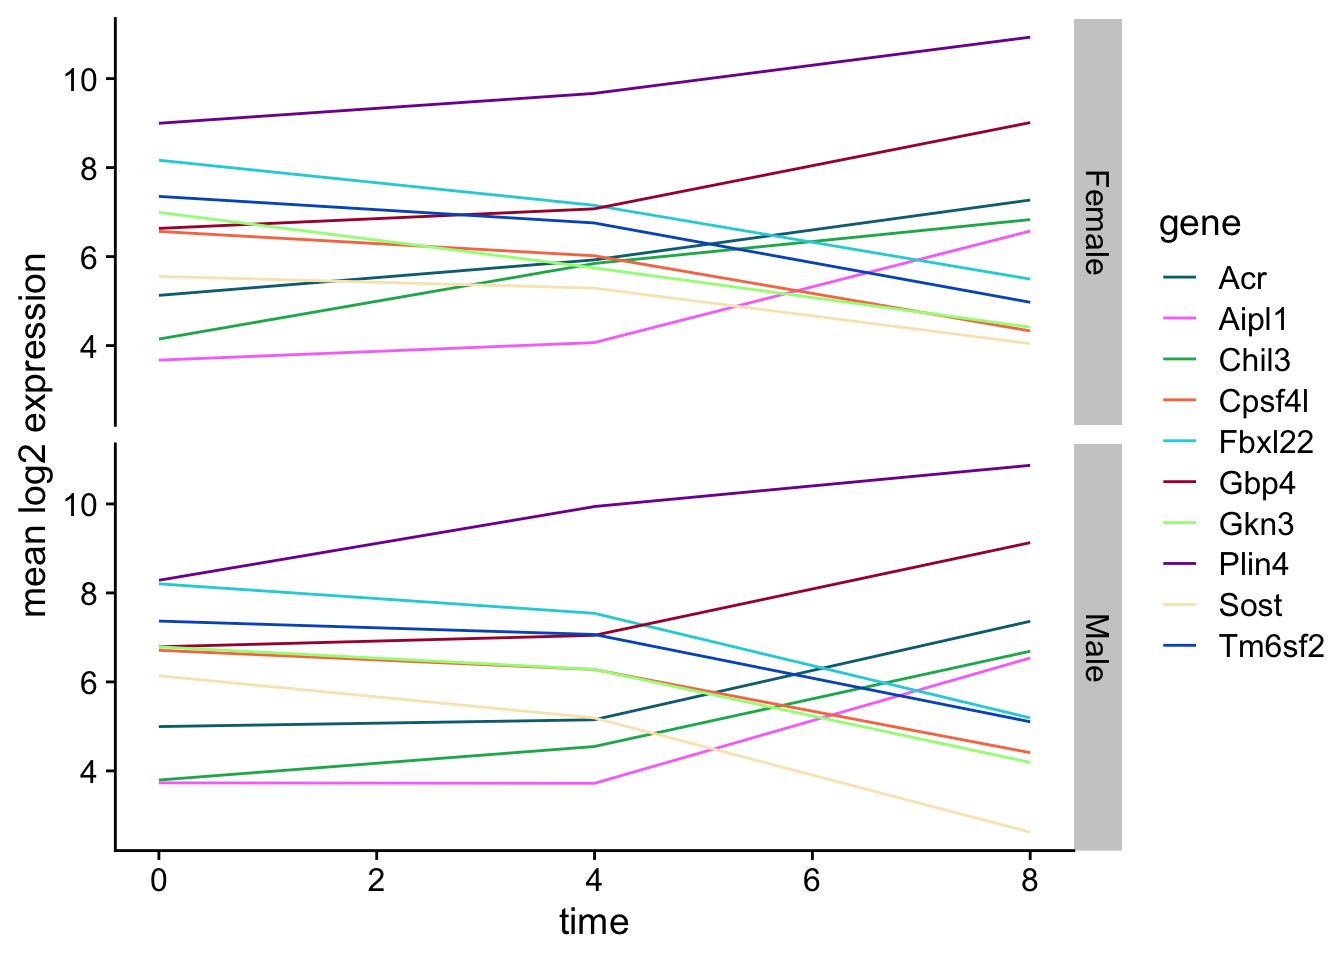 mean log2 expression
10
8
6
4
Female
10
8
6
4
Male
0 2 4 6 8
time
gene
Acr
Aipl1
Chil3
Cpsf4l
Fbxl22
Gbp4
Gkn3
Plin4
Sost
Tm6sf2